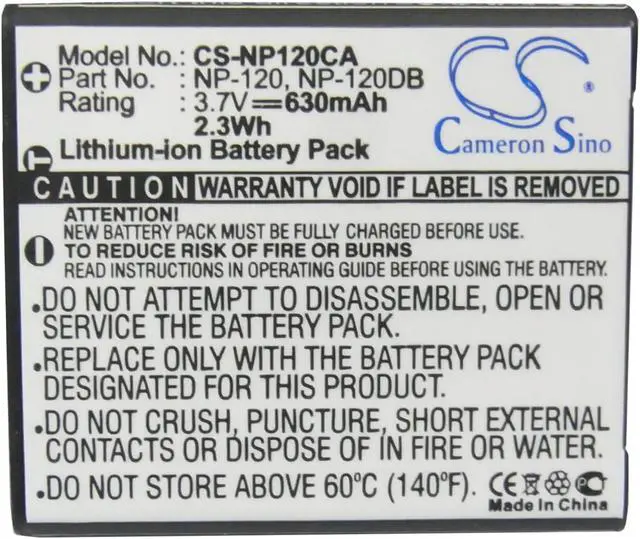 Model No.: CS-NP120CA
Part No.: NP-120, NP-120DB
Rating: 3.7V 630mAh
2.3Wh
Lithium-ion Battery Pack
CS
Cameron Sino
®
CAUTION WARRANTY VOID IF LABEL IS REMOVED
ATTENTION!
NEW BATTERY PACK MUST BE FULLY CHARGED BEFORE USE.
TO REDUCE RISK OF FIRE OR BURNS
READ INSTRUCTIONS IN OPERATING GUIDE BEFORE USING THE BATTERY.
.DO NOT ATTEMPT TO DISASSEMBLE, OPEN OR
SERVICE THE BATTERY PACK.
.REPLACE ONLY WITH THE BATTERY PACK
DESIGNATED TO YOUR PRODUCT.
.DO NOT CRUSH, PUNCTURE, SHORT EXTERNAL
CONTACTS OR DISPOSE OF IN FIRE OR WATER.
.DO NOT STORE ABOVE 60°C (140°F).
CE
Made in China